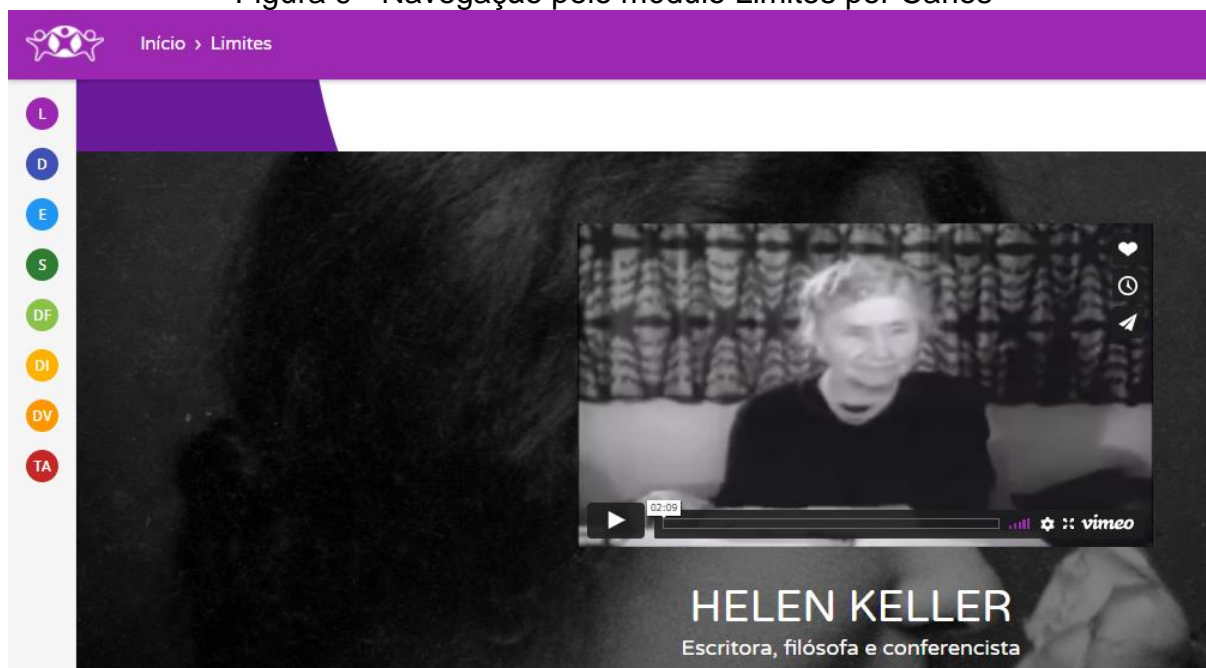 Início › Limites
L
D
E
S
DF
DI
DV
TA
02:09
vimeo
HELEN KELLER
Escritora, filósofa e conferencista